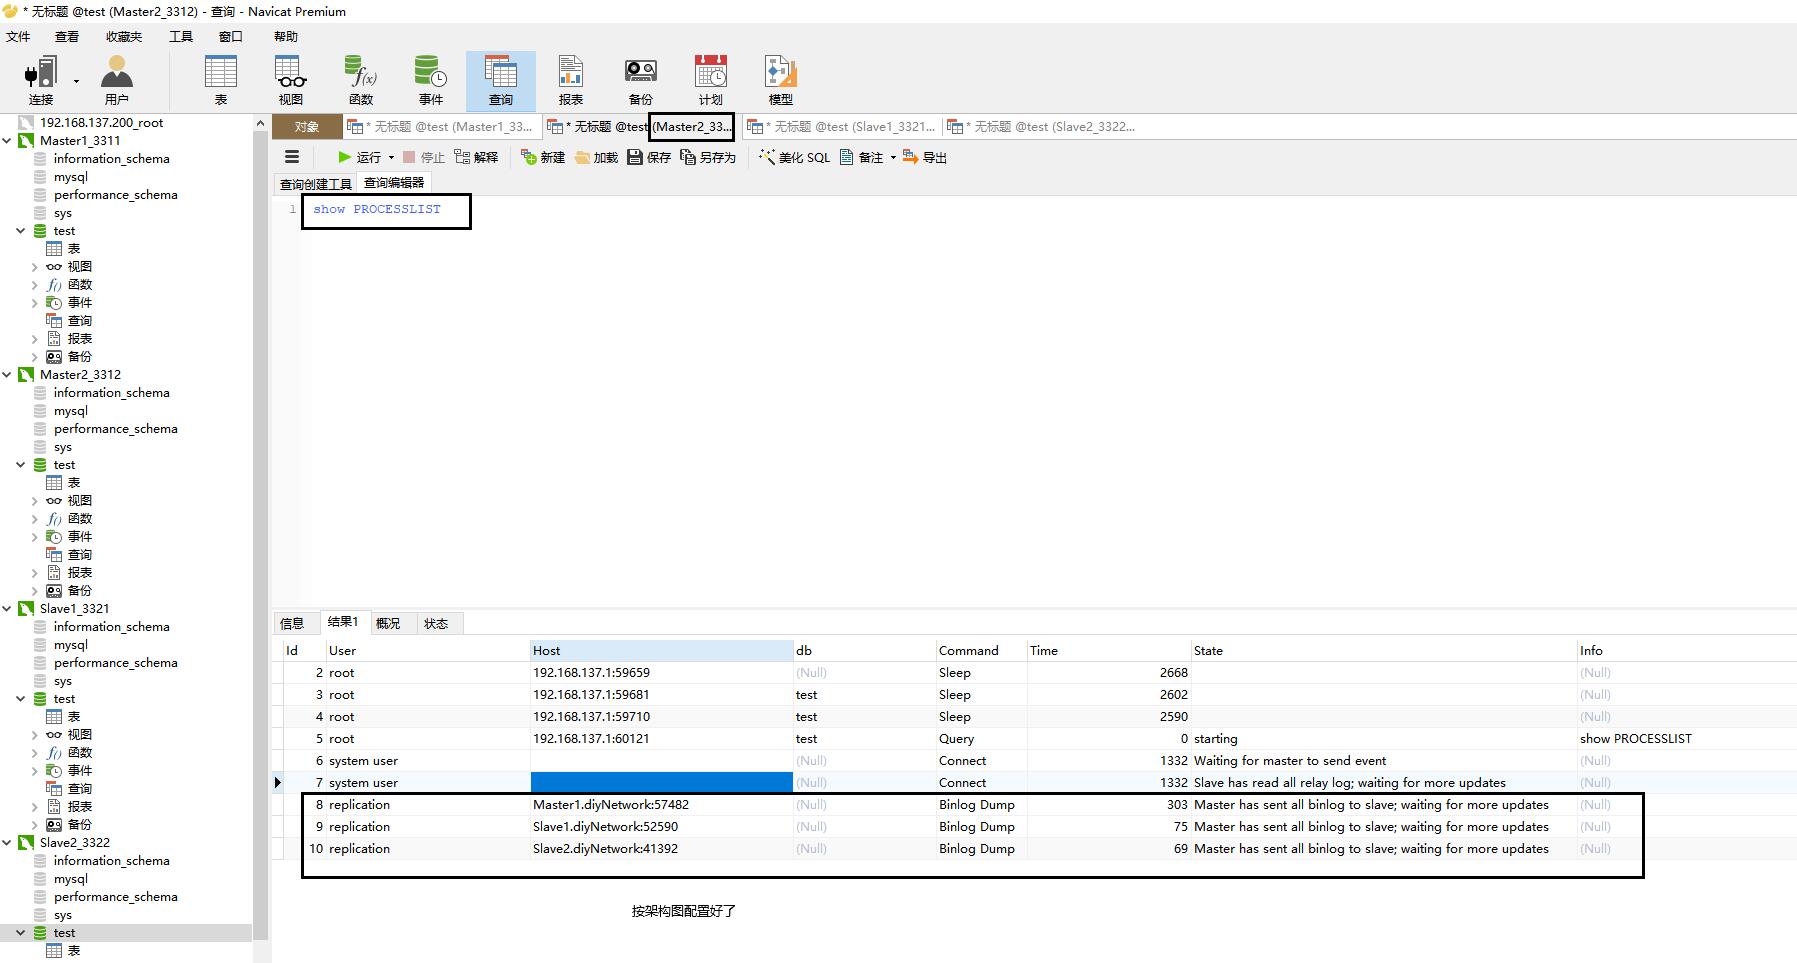 * 无标题 @test (Master2_3312) - 查询 - Navicat Premium
文件 查看 收藏夹 工具 窗口 帮助
连接 用户 表 视图 函数 事件 查询 报表 备份 计划 模型
192.168.137.200_root
Master1_3311
information_schema
mysql
performance_schema
sys
test
表
视图
函数
事件
查询
报表
备份
Master2_3312
information_schema
mysql
performance_schema
sys
test
表
视图
函数
事件
查询
报表
备份
Slave1_3321
information_schema
mysql
performance_schema
sys
test
表
视图
函数
事件
查询
报表
备份
Slave2_3322
information_schema
mysql
performance_schema
sys
test
表
对象 * 无标题 @test (Master1_33... * 无标题 @test (Master2_33... * 无标题 @test (Slave1_3321... * 无标题 @test (Slave2_3322...
运行 停止 解释 新建 加载 保存 另存为 美化 SQL 备注 导出
查询创建工具 查询编辑器
1 show PROCESSLIST
信息 结果1 概况 状态
Id User Host db Command Time State Info
2 root 192.168.137.1:59659 (Null) Sleep 2668 (Null)
3 root 192.168.137.1:59681 test Sleep 2602 (Null)
4 root 192.168.137.1:59710 test Sleep 2590 (Null)
5 root 192.168.137.1:60121 test Query 0 starting show PROCESSLIST
6 system user (Null) Connect 1332 Waiting for master to send event (Null)
7 system user (Null) Connect 1332 Slave has read all relay log; waiting for more updates (Null)
8 replication Master1.diyNetwork:57482 (Null) Binlog Dump 303 Master has sent all binlog to slave; waiting for more updates (Null)
9 replication Slave1.diyNetwork:52590 (Null) Binlog Dump 75 Master has sent all binlog to slave; waiting for more updates (Null)
10 replication Slave2.diyNetwork:41392 (Null) Binlog Dump 69 Master has sent all binlog to slave; waiting for more updates (Null)
按架构图配置好了